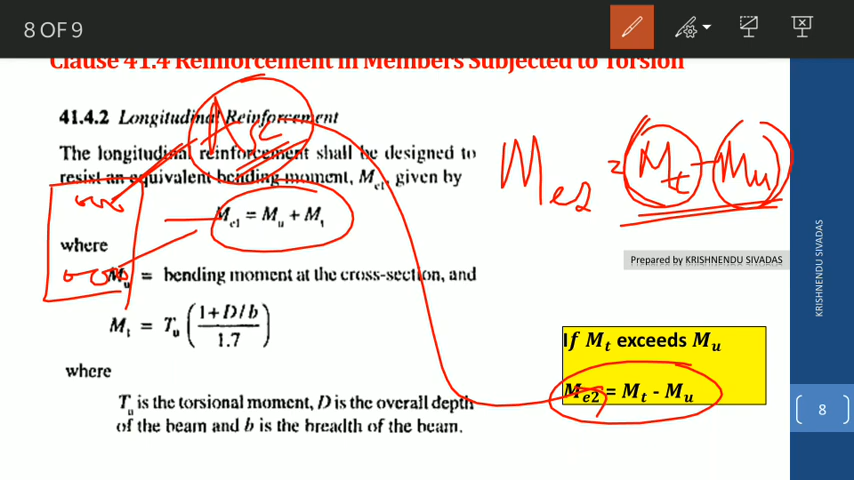 8 OF 9
Clause 41.4 Reinforcement in Members Subjected to Torsion
41.4.2 Longitudinal Reinforcement
The longitudinal reinforcement shall be designed to
resist an equivalent bending moment, Me1, given by
Me1 = Mu + Mt
where
Mu = bending moment at the cross-section, and
Mt = Tu (1+D/b / 1.7)
where
Tu is the torsional moment, D is the overall depth
of the beam and b is the breadth of the beam.
Me2 = Mt - Mu
Prepared by KRISHNENDU SIVADAS
If Mt exceeds Mu
Me2 = Mt - Mu
KRISHNENDU SIVADAS
8